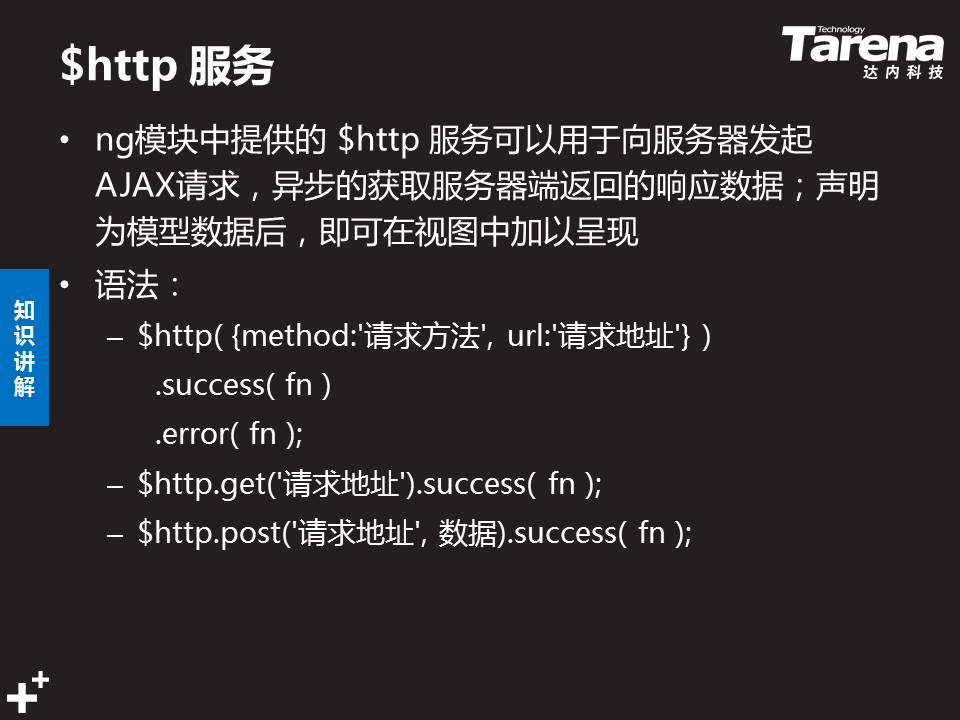 $http 服务
Technology
Tarena
达内科技
• ng模块中提供的 $http 服务可以用于向服务器发起
AJAX请求，异步的获取服务器端返回的响应数据；声明
为模型数据后，即可在视图中加以呈现
• 语法：
知识讲解
– $http( {method:'请求方法', url:'请求地址'} )
.success( fn )
.error( fn );
– $http.get('请求地址').success( fn );
– $http.post('请求地址', 数据).success( fn );